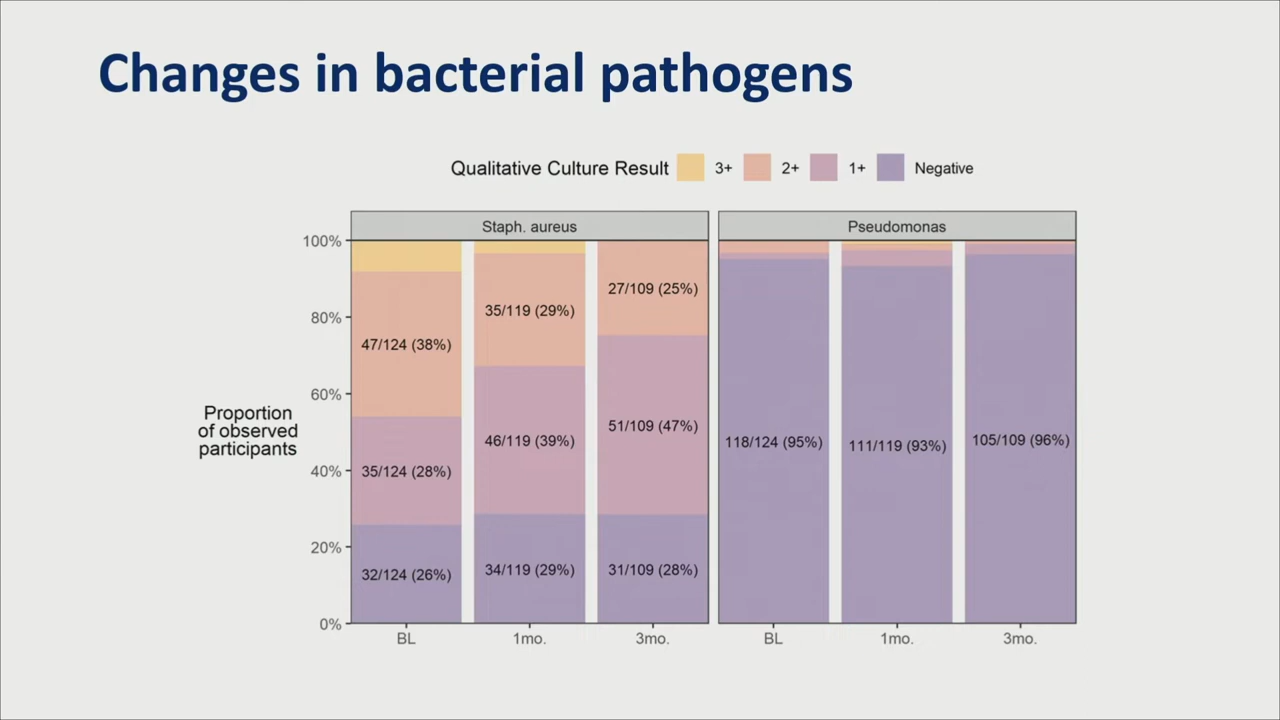 Changes in bacterial pathogens
Qualitative Culture Result 3+ 2+ 1+ Negative
Staph. aureus
Pseudomonas
Proportion
of observed
participants
100%
80%
60%
40%
20%
0%
47/124 (38%)
35/124 (28%)
32/124 (26%)
35/119 (29%)
46/119 (39%)
34/119 (29%)
27/109 (25%)
51/109 (47%)
31/109 (28%)
118/124 (95%)
111/119 (93%)
105/109 (96%)
BL 1mo. 3mo.
BL 1mo. 3mo.